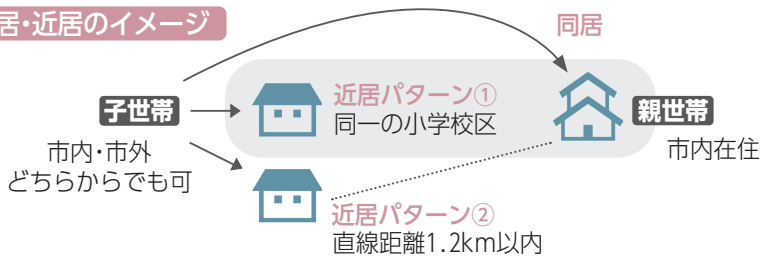 居・近居のイメージ
同居
近居パターン①
同一の小学校区
子世帯
親世帯
市内・市外
どちらからでも可
市内在住
近居パターン②
直線距離1.2km以内